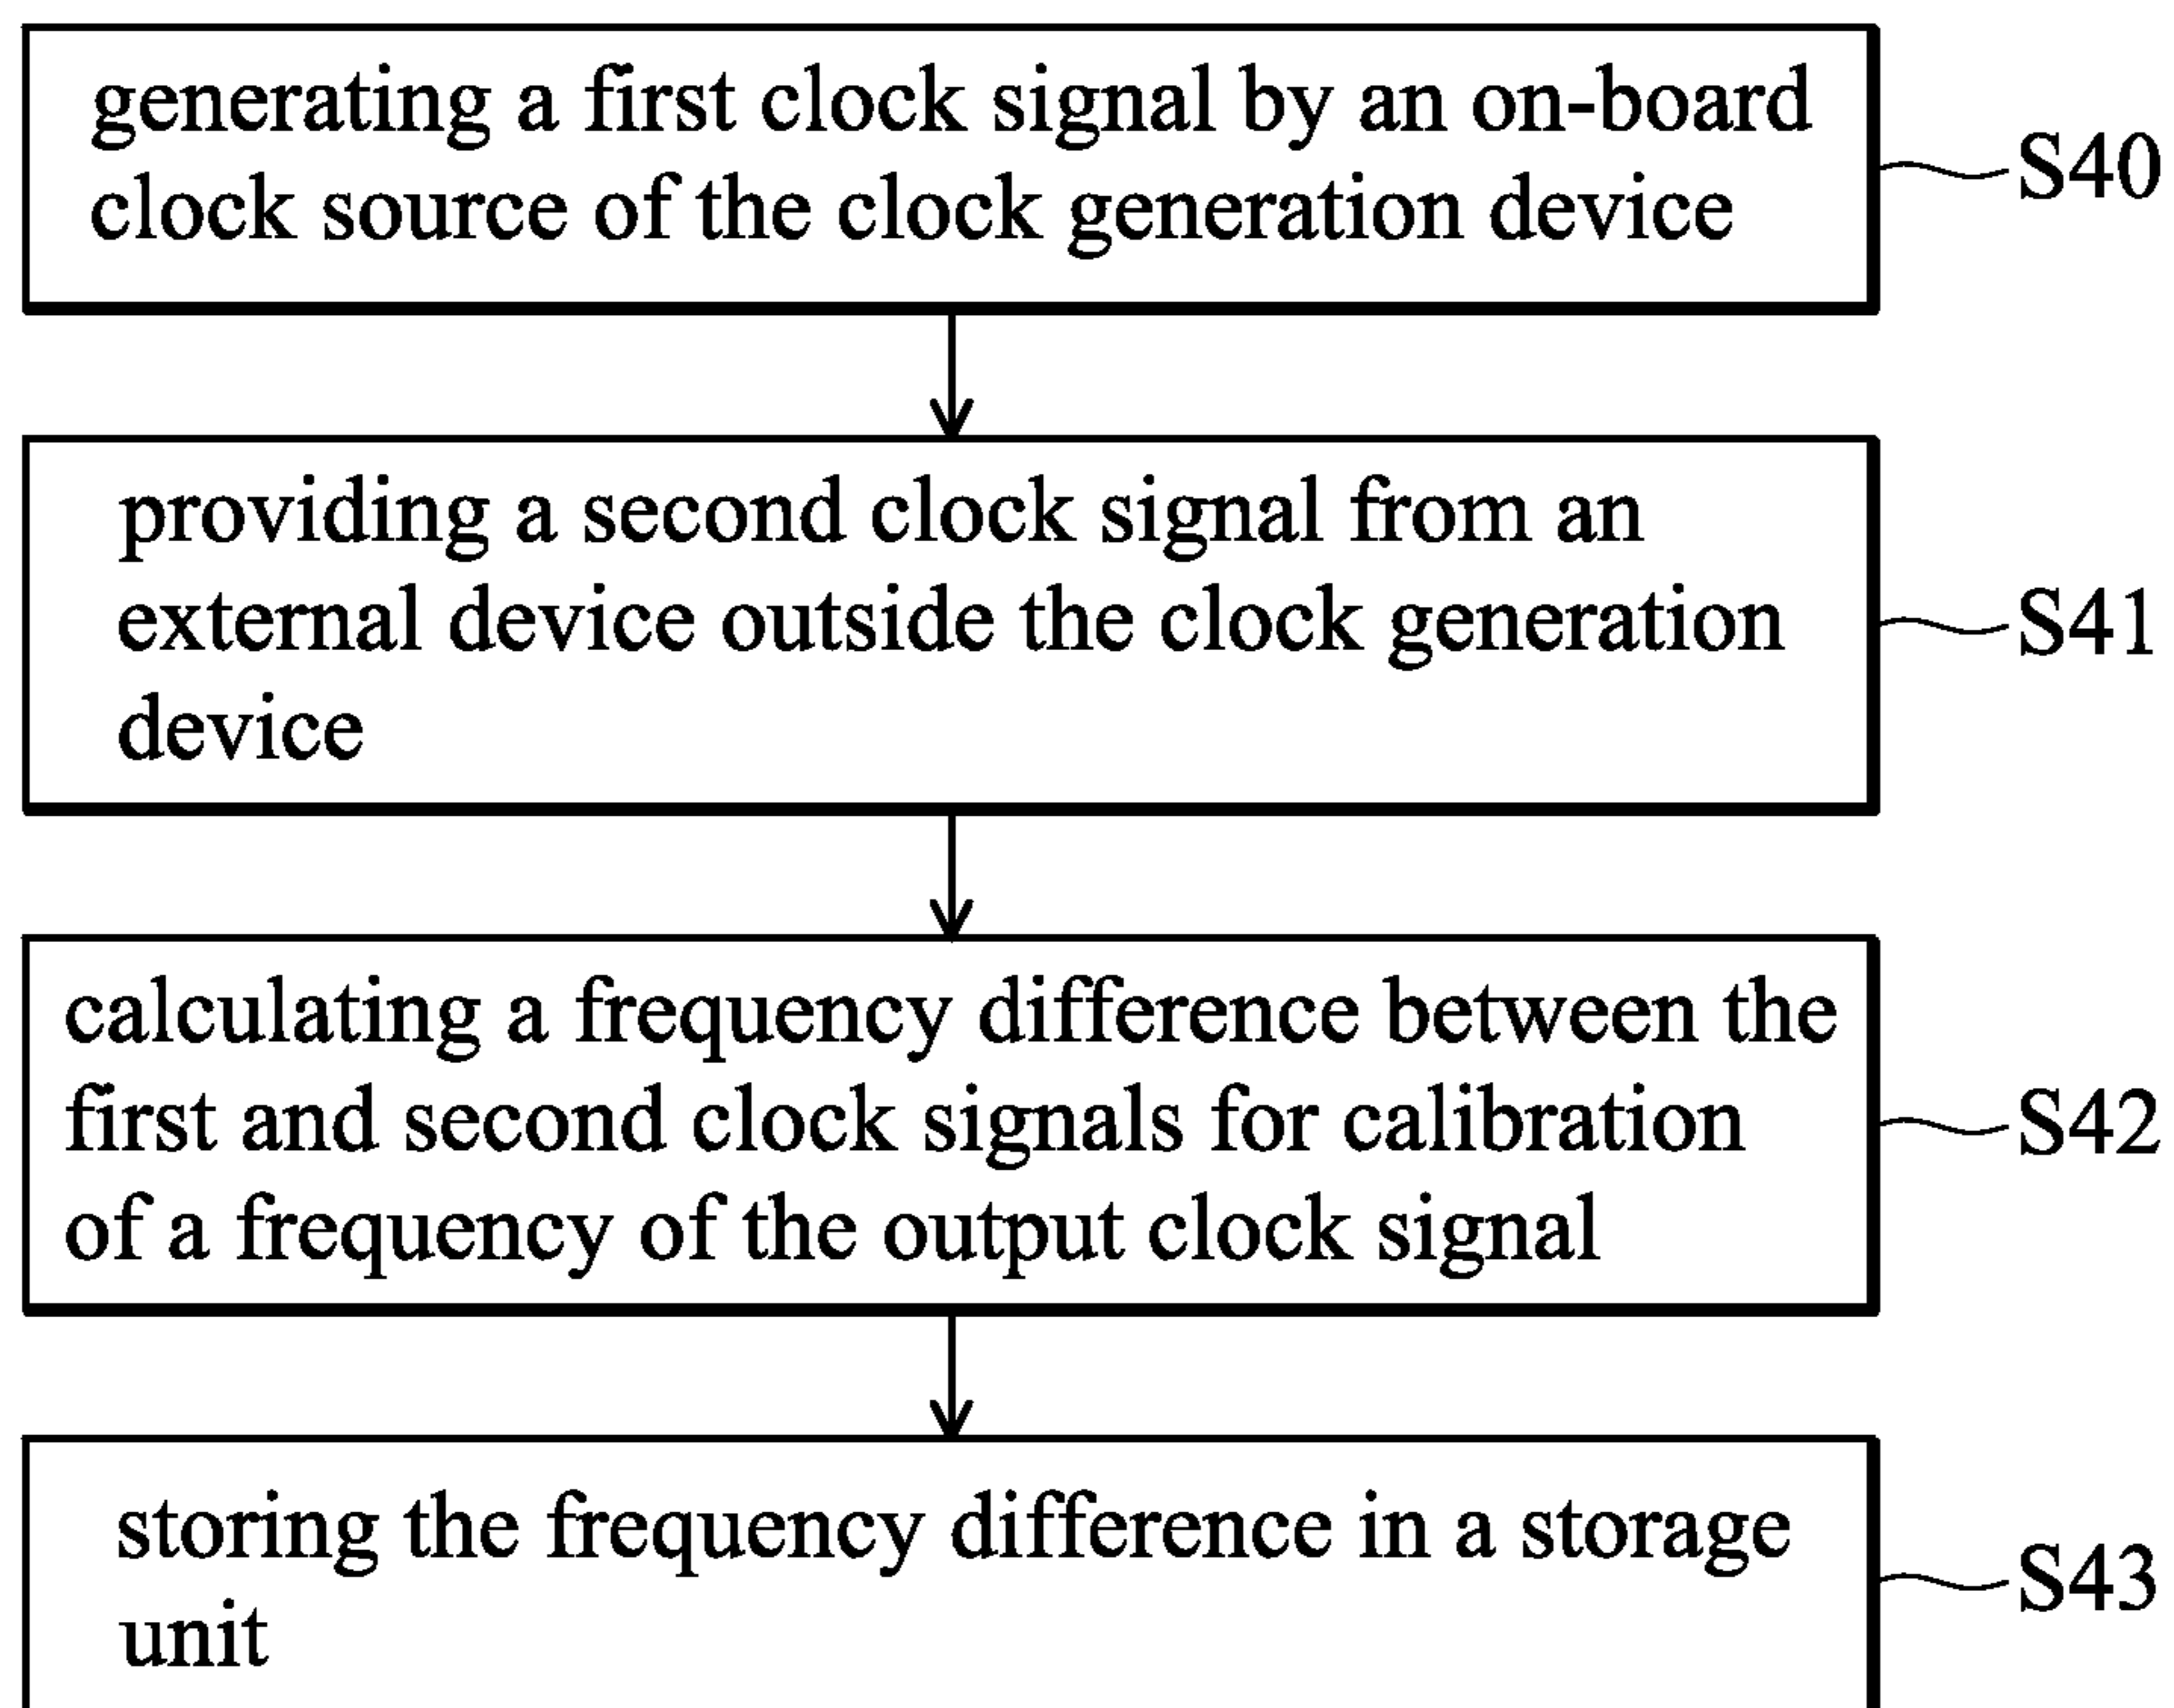 generating a first clock signal by an on-board
clock source of the clock generation device
S40
providing a second clock signal from an
external device outside the clock generation
device
S41
calculating a frequency difference between the
first and second clock signals for calibration
of a frequency of the output clock signal
S42
storing the frequency difference in a storage
unit
S43